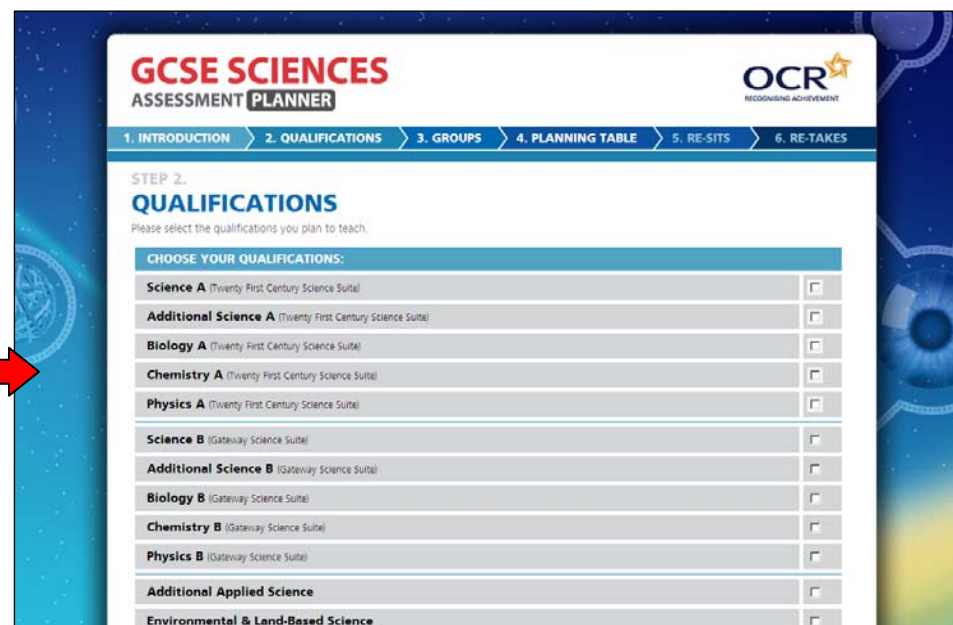 GCSE SCIENCES
ASSESSMENT PLANNER
OCR
RECOGNISING ACHIEVEMENT
1. INTRODUCTION 2. QUALIFICATIONS 3. GROUPS 4. PLANNING TABLE 5. RE-SITS 6. RE-TAKES
STEP 2.
QUALIFICATIONS
Please select the qualifications you plan to teach.
CHOOSE YOUR QUALIFICATIONS:
Science A (Twenty First Century Science Suite)
Additional Science A (Twenty First Century Science Suite)
Biology A (Twenty First Century Science Suite)
Chemistry A (Twenty First Century Science Suite)
Physics A (Twenty First Century Science Suite)
Science B (Gateway Science Suite)
Additional Science B (Gateway Science Suite)
Biology B (Gateway Science Suite)
Chemistry B (Gateway Science Suite)
Physics B (Gateway Science Suite)
Additional Applied Science
Environmental & Land-Based Science